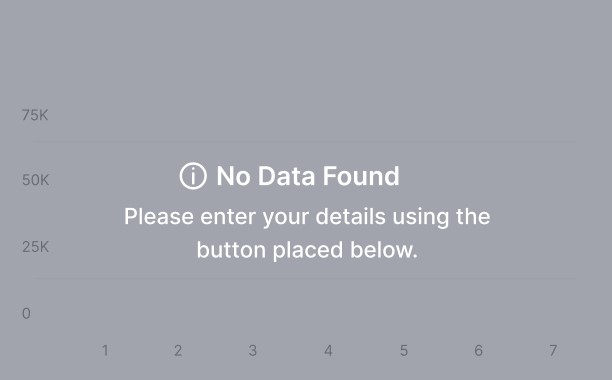 75K
50K
No Data Found
Please enter your details using the
25K
button placed below.
0
1 2 3 4 5 6 7